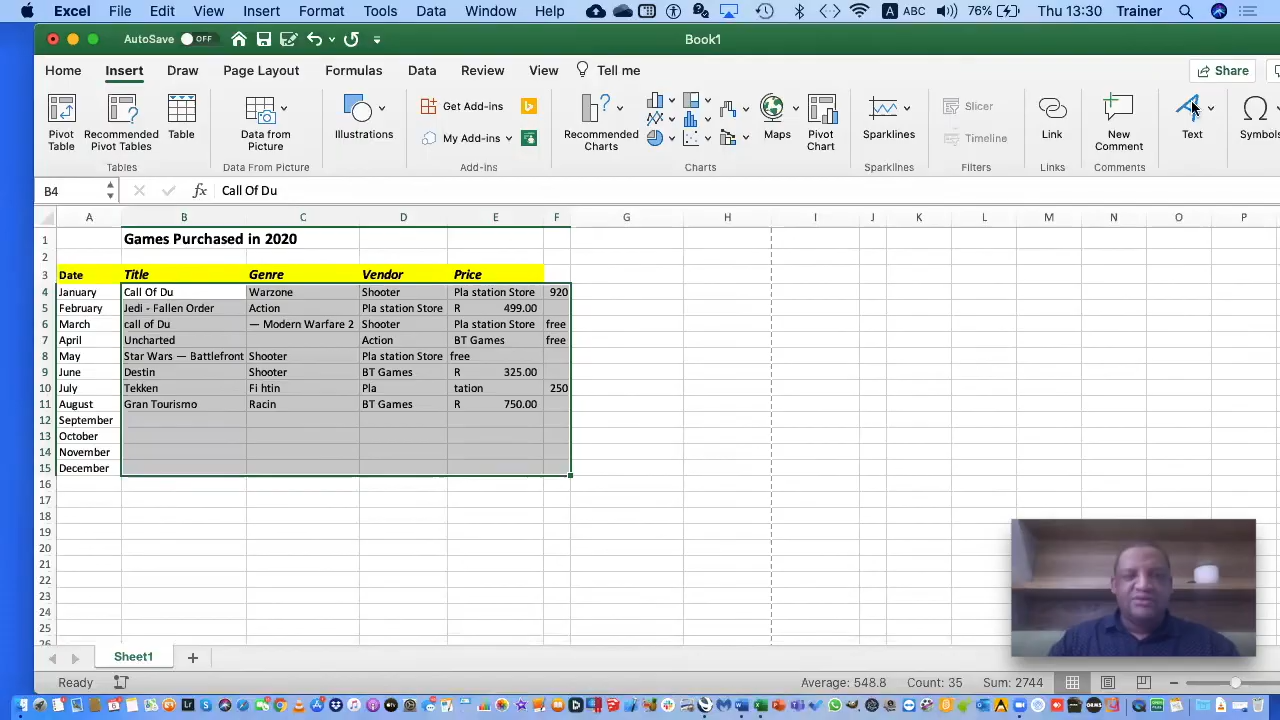 Excel File Edit View Insert Format Tools Data Window Help A ABC 76% Thu 13:30 Trainer
AutoSave OFF Book1
Home Insert Draw Page Layout Formulas Data Review View Tell me Share
Pivot Table
Recommended Pivot Tables
Table
Tables
Data from Picture
Data From Picture
Illustrations
Get Add-ins
My Add-ins
Add-ins
Recommended Charts
Maps
Pivot Chart
Charts
Sparklines
Sparklines
Slicer
Timeline
Filters
Link
Links
New Comment
Comments
Text
Symbols
B4 fx Call Of Du
A B C D E F G H I J K L M N O P
1 Games Purchased in 2020
2
3 Date Title Genre Vendor Price
4 January Call Of Du Warzone Shooter Pla station Store 920
5 February Jedi - Fallen Order Action Pla station Store R 499.00
6 March call of Du — Modern Warfare 2 Shooter Pla station Store free
7 April Uncharted Action BT Games free
8 May Star Wars — Battlefront Shooter Pla station Store free
9 June Destin Shooter BT Games R 325.00
10 July Tekken Fi htin Pla tation 250
11 August Gran Tourismo Racin BT Games R 750.00
12 September
13 October
14 November
15 December
16
17
18
19
20
21
22
23
24
25
26
Sheet1 +
Ready Average: 548.8 Count: 35 Sum: 2744